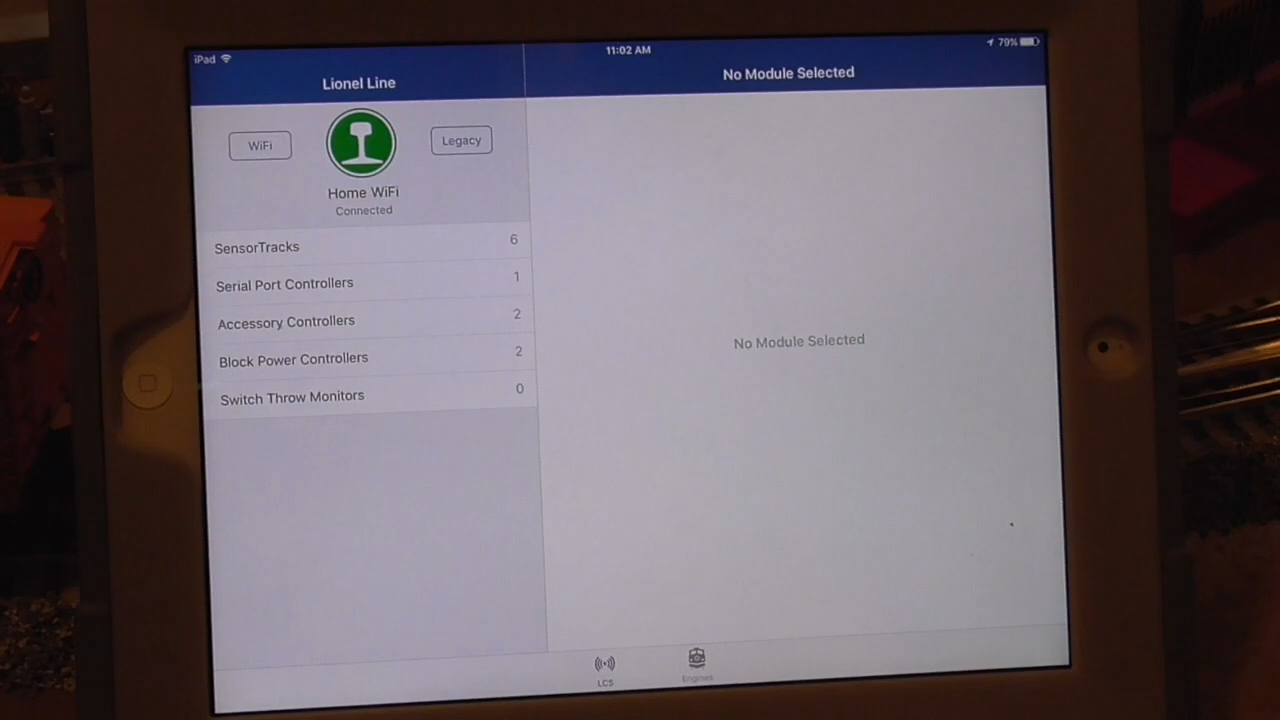 iPad 11:02 AM 79%
Lionel Line No Module Selected
WiFi Legacy
Home WiFi
Connected
SensorTracks 6
Serial Port Controllers 1
Accessory Controllers 2
Block Power Controllers 2
Switch Throw Monitors 0
No Module Selected
LCS Engines